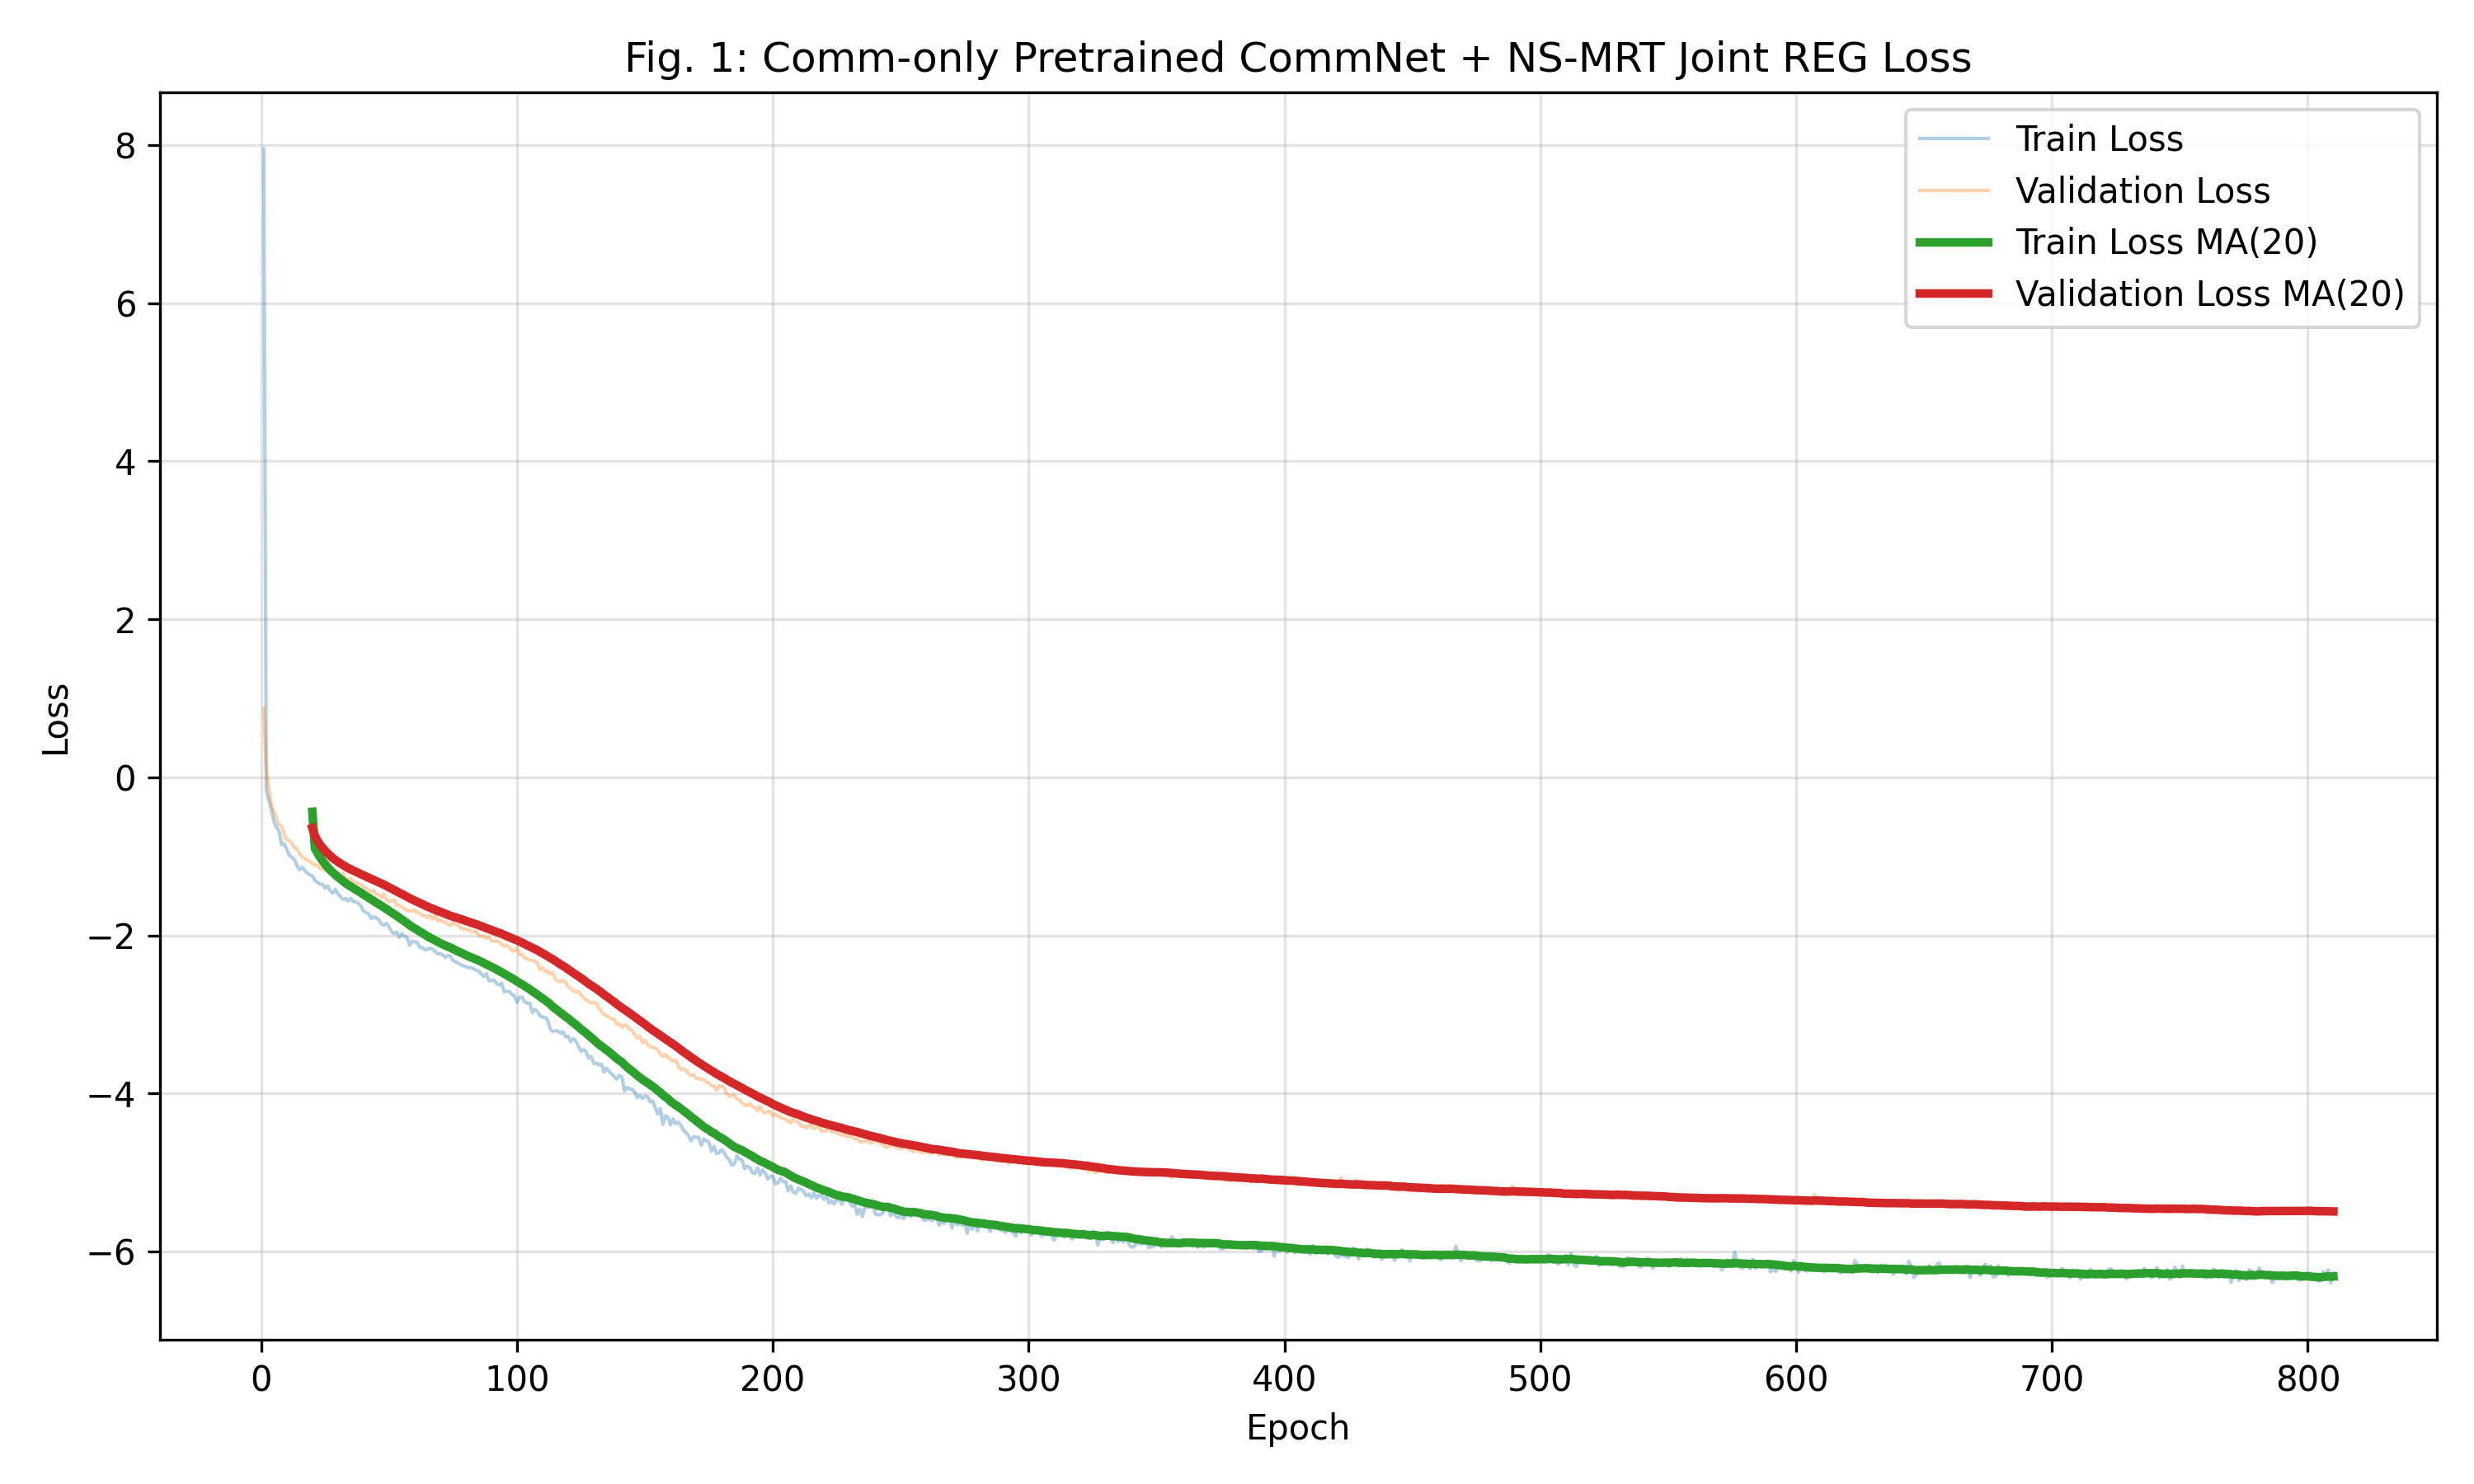 Fig. 1: Comm-only Pretrained CommNet + NS-MRT Joint REG Loss
Train Loss
Validation Loss
Train Loss MA(20)
Validation Loss MA(20)
8
6
4
2
0
−2
−4
−6
Loss
0 100 200 300 400 500 600 700 800
Epoch